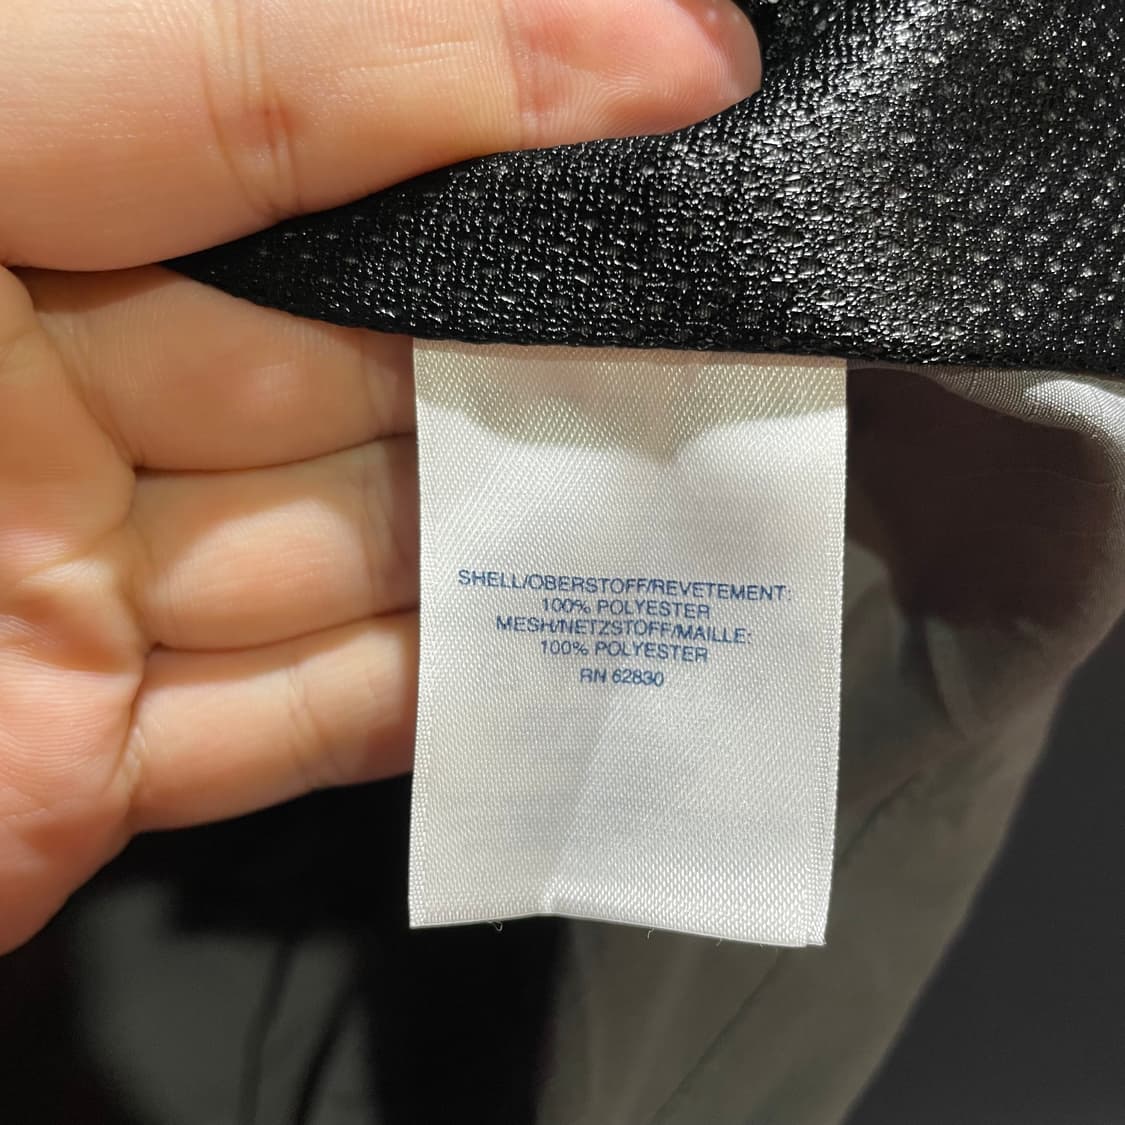 SHELL/OBERSTOFF/REVETEMENT:
100% POLYESTER
MESH/NETZSTOFF/MAILLE:
100% POLYESTER
RN 62830